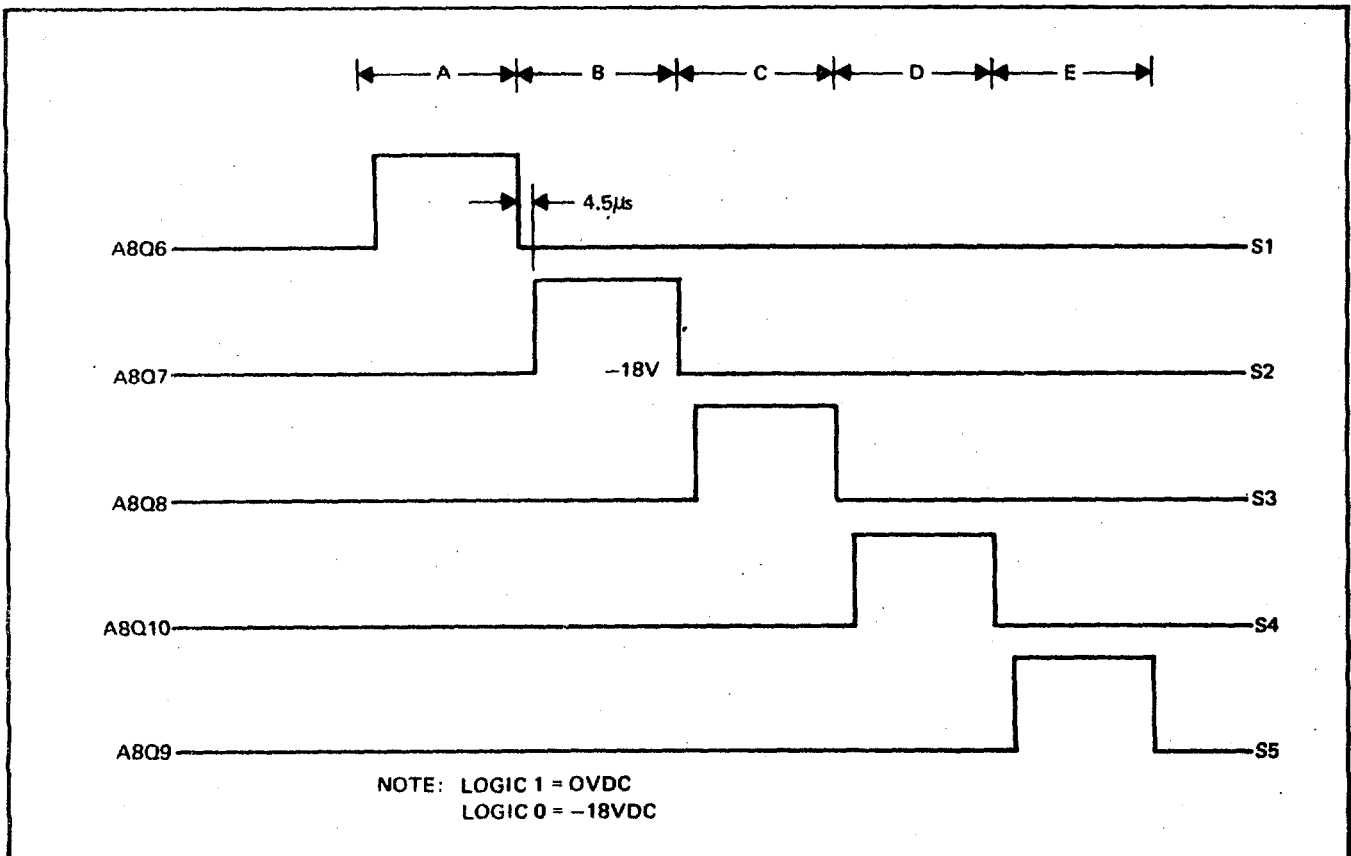 A B C D E
4.5μs
A8Q6 S1
A8Q7 -18V S2
A8Q8 S3
A8Q10 S4
A8Q9 S5
NOTE: LOGIC 1 = 0VDC
LOGIC 0 = -18VDC